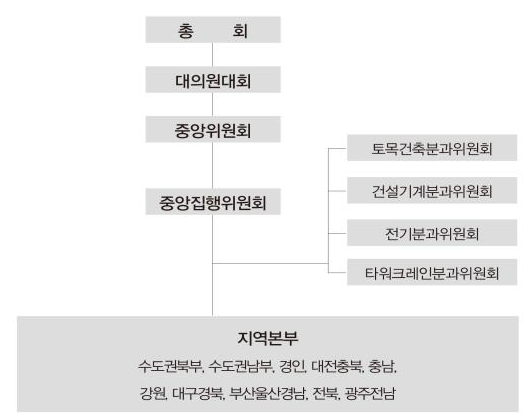 총 회
대의원대회
중앙위원회
중앙집행위원회
토목건축분과위원회
건설기계분과위원회
전기분과위원회
타워크레인분과위원회
지역본부
수도권북부, 수도권남부, 경인, 대전충북, 충남,
강원, 대구경북, 부산울산경남, 전북, 광주전남